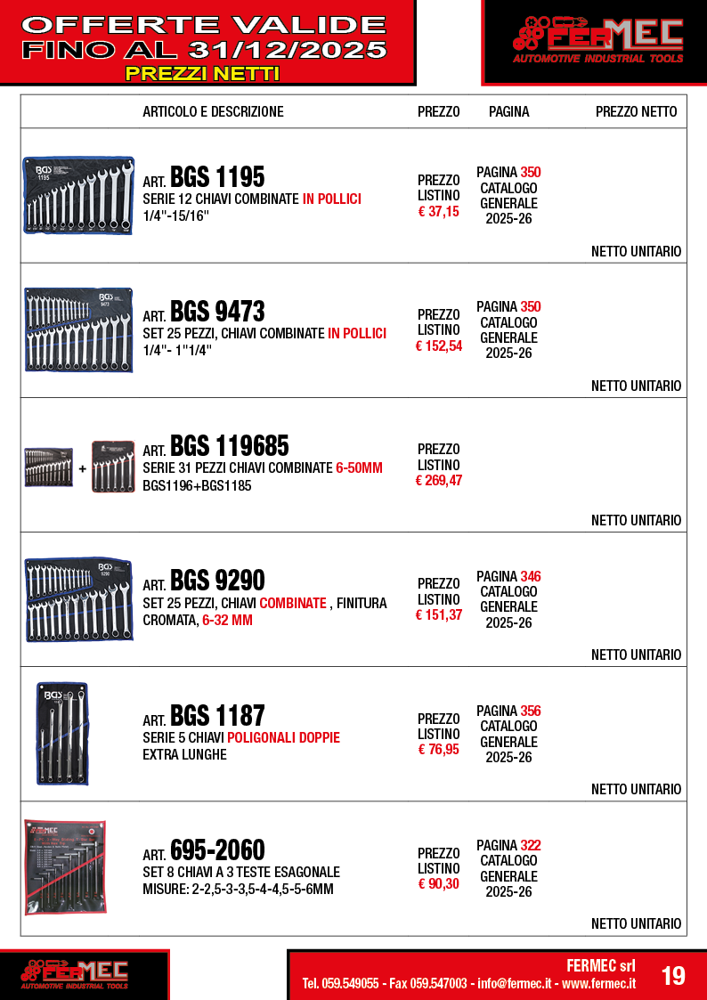 OFFERTE VALIDE
FINO AL 31/12/2025
PREZZI NETTI
FERMEC
AUTOMOTIVE INDUSTRIAL TOOLS
ARTICOLO E DESCRIZIONE PREZZO PAGINA PREZZO NETTO
BGS
1195
ART. BGS 1195
SERIE 12 CHIAVI COMBINATE IN POLLICI
1/4"-15/16"
PREZZO
LISTINO
€ 37,15
PAGINA 350
CATALOGO
GENERALE
2025-26
NETTO UNITARIO
BGS
9473
ART. BGS 9473
SET 25 PEZZI, CHIAVI COMBINATE IN POLLICI
1/4"- 1"1/4"
PREZZO
LISTINO
€ 152,54
PAGINA 350
CATALOGO
GENERALE
2025-26
NETTO UNITARIO
+
ART. BGS 119685
SERIE 31 PEZZI CHIAVI COMBINATE 6-50MM
BGS1196+BGS1185
PREZZO
LISTINO
€ 269,47
NETTO UNITARIO
BGS
9290
ART. BGS 9290
SET 25 PEZZI, CHIAVI COMBINATE , FINITURA
CROMATA, 6-32 MM
PREZZO
LISTINO
€ 151,37
PAGINA 346
CATALOGO
GENERALE
2025-26
NETTO UNITARIO
BGS
ART. BGS 1187
SERIE 5 CHIAVI POLIGONALI DOPPIE
EXTRA LUNGHE
PREZZO
LISTINO
€ 76,95
PAGINA 356
CATALOGO
GENERALE
2025-26
NETTO UNITARIO
FERMEC
ART. 695-2060
SET 8 CHIAVI A 3 TESTE ESAGONALE
MISURE: 2-2,5-3-3,5-4-4,5-5-6MM
PREZZO
LISTINO
€ 90,30
PAGINA 322
CATALOGO
GENERALE
2025-26
NETTO UNITARIO
FERMEC
AUTOMOTIVE INDUSTRIAL TOOLS
FERMEC srl
Tel. 059.549055 - Fax 059.547003 - info@fermec.it - www.fermec.it
19